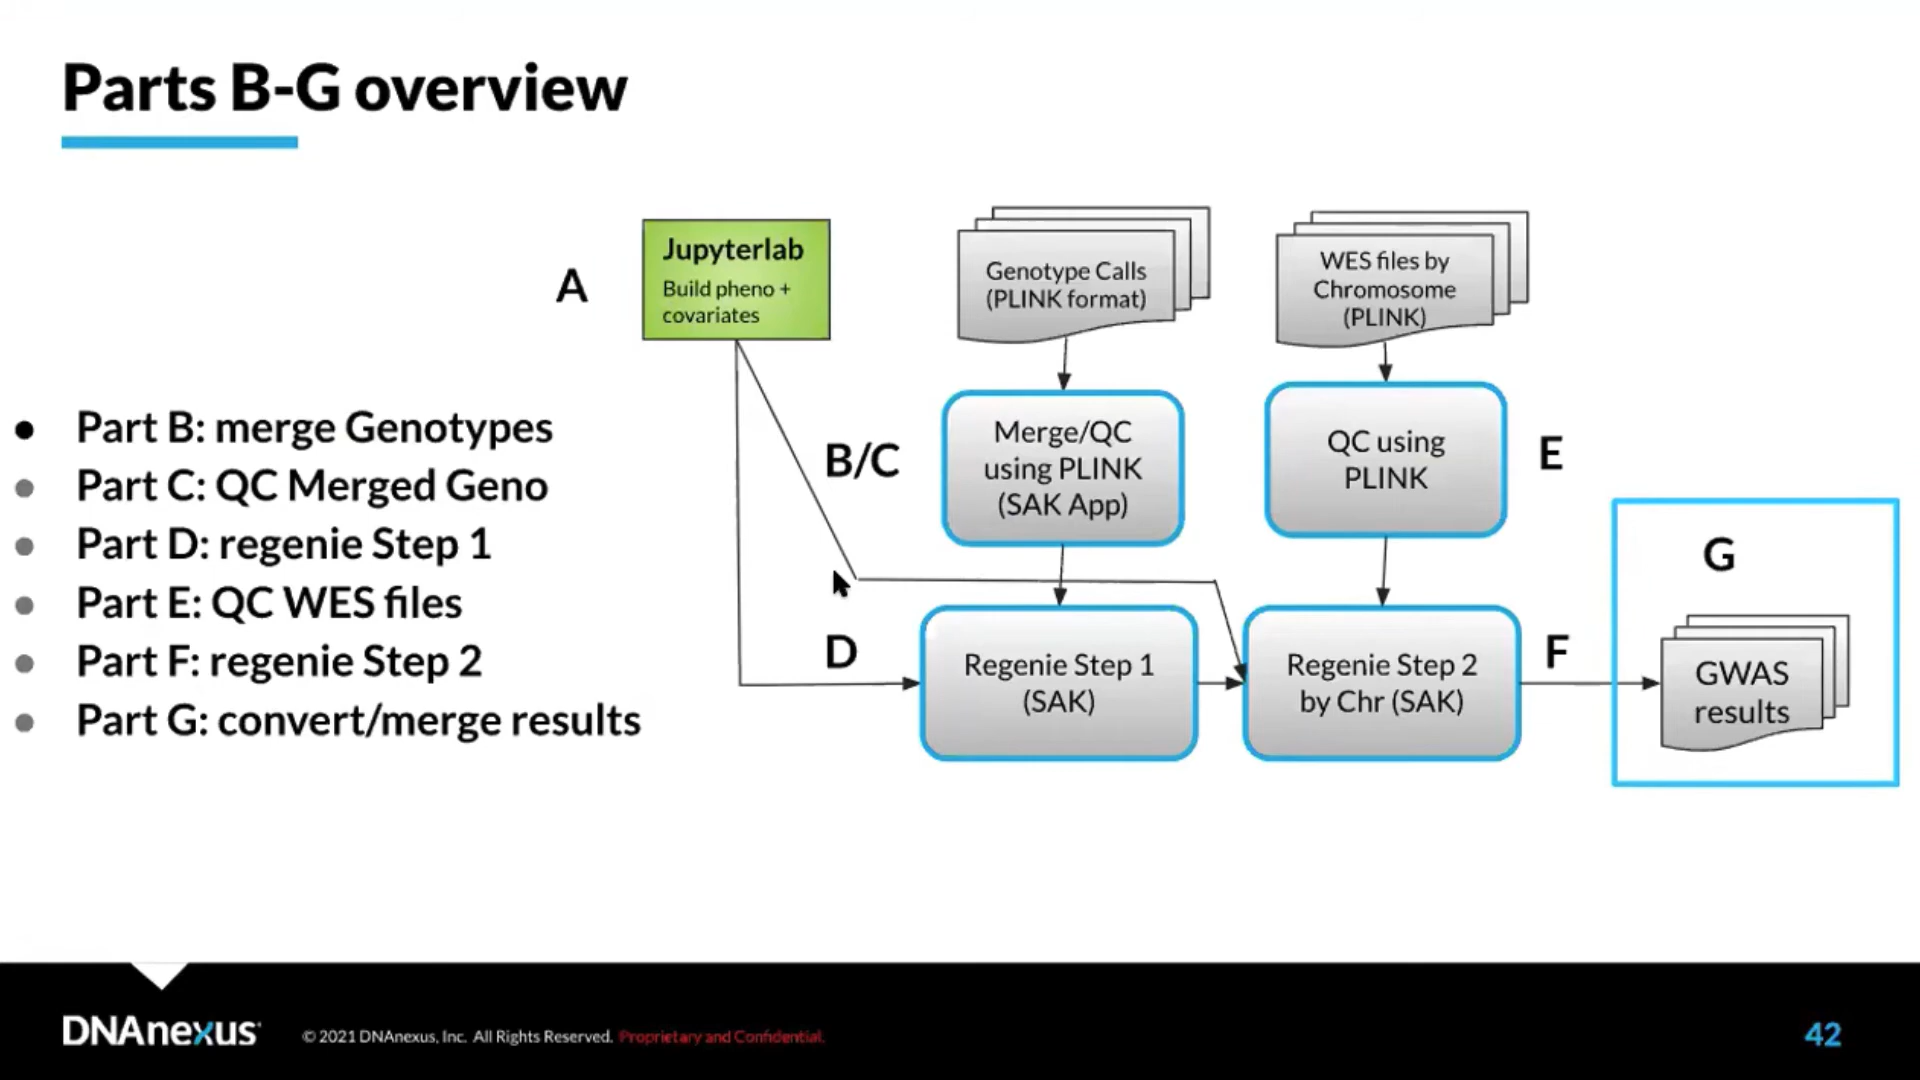 Parts B-G overview
A
Jupyterlab
Build pheno +
covariates
Genotype Calls
(PLINK format)
WES files by
Chromosome
(PLINK)
Part B: merge Genotypes
Part C: QC Merged Geno
Part D: regenie Step 1
Part E: QC WES files
Part F: regenie Step 2
Part G: convert/merge results
B/C
Merge/QC
using PLINK
(SAK App)
QC using
PLINK
E
D
Regenie Step 1
(SAK)
Regenie Step 2
by Chr (SAK)
F
G
GWAS
results
DNAnexus
© 2021 DNAnexus, Inc. All Rights Reserved. Proprietary and Confidential.
42